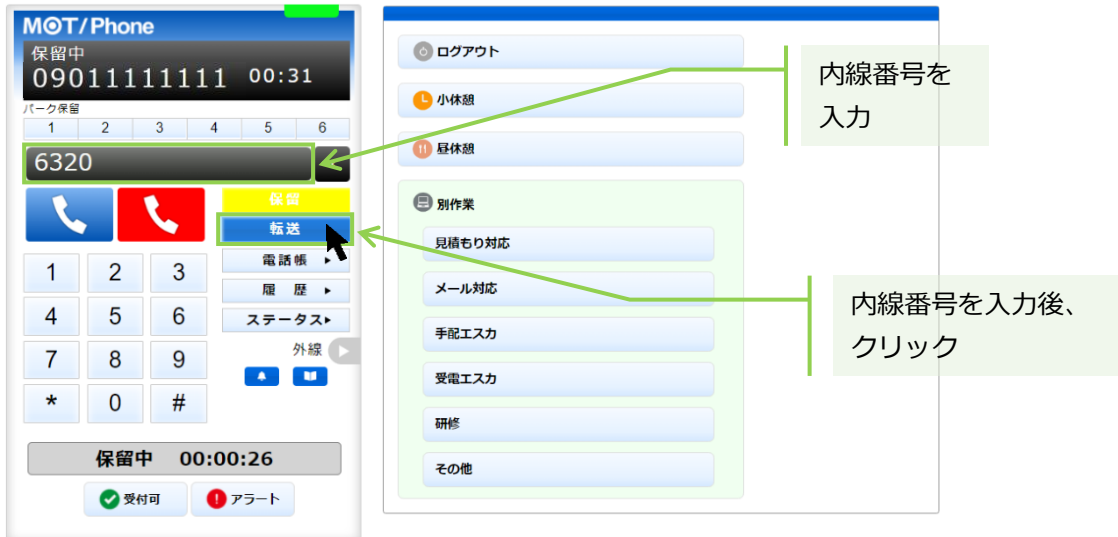 MOT/Phone
保留中
09011111111 00:31
パーク保留
1 2 3 4 5 6
6320
保留
転送
電話帳
履 歴
ステータス
外線
1 2 3
4 5 6
7 8 9
* 0 #
保留中 00:00:26
受付可
アラート
ログアウト
小休憩
昼休憩
別作業
見積もり対応
メール対応
手配エスカ
受電エスカ
研修
その他
内線番号を
入力
内線番号を入力後、
クリック